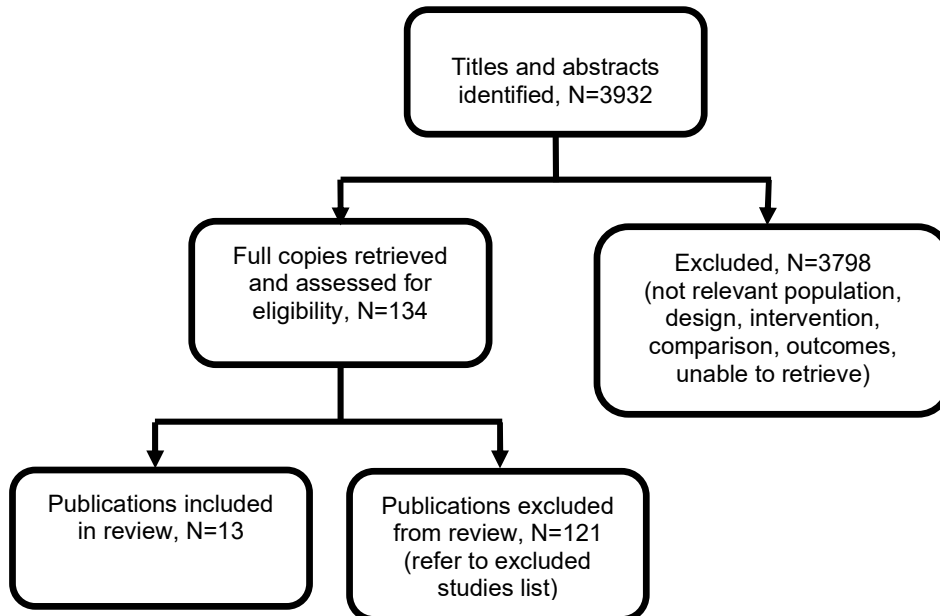 Titles and abstracts
identified, N=3932
Full copies retrieved
and assessed for
eligibility, N=134
Excluded, N=3798
(not relevant population,
design, intervention,
comparison, outcomes,
unable to retrieve)
Publications included
in review, N=13
Publications excluded
from review, N=121
(refer to excluded
studies list)